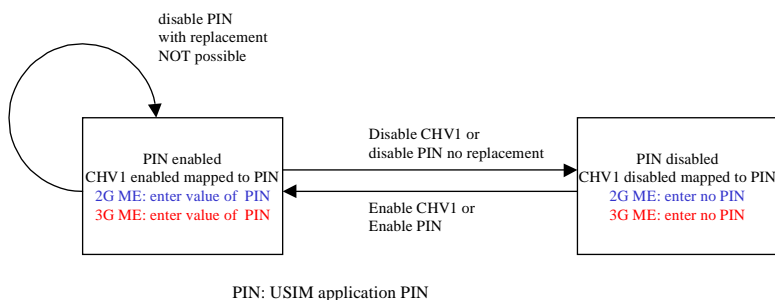 disable PIN
with replacement
NOT possible
PIN enabled
CHV1 enabled mapped to PIN
2G ME: enter value of PIN
3G ME: enter value of PIN
Disable CHV1 or
disable PIN no replacement
Enable CHV1 or
Enable PIN
PIN disabled
CHV1 disabled mapped to PIN
2G ME: enter no PIN
3G ME: enter no PIN
PIN: USIM application PIN